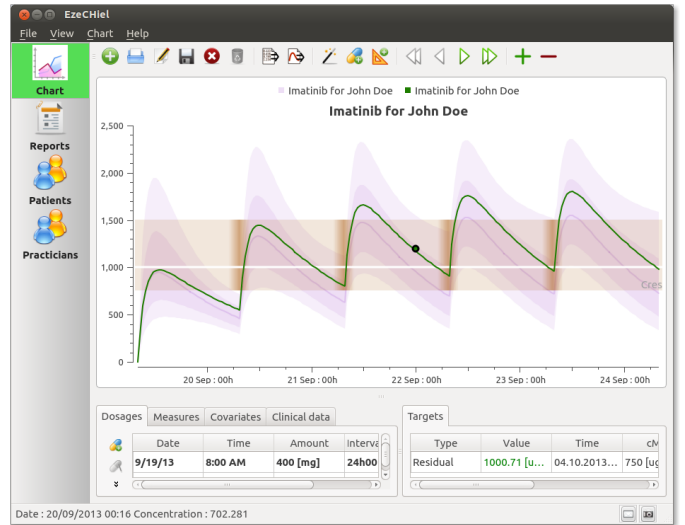 EzeCHiel
File View Chart Help
Chart
Reports
Patients
Practicians
Imatinib for John Doe Imatinib for John Doe
Imatinib for John Doe
2,500
2,000
1,500
1,000
500
0
Cres
20 Sep : 00h 21 Sep : 00h 22 Sep : 00h 23 Sep : 00h 24 Sep : 00h
Dosages Measures Covariates Clinical data
Date Time Amount Interva
9/19/13 8:00 AM 400 [mg] 24h00
Targets
Type Value Time cM
Residual 1000.71 [u... 04.10.2013... 750 [ug
Date : 20/09/2013 00:16 Concentration : 702.281